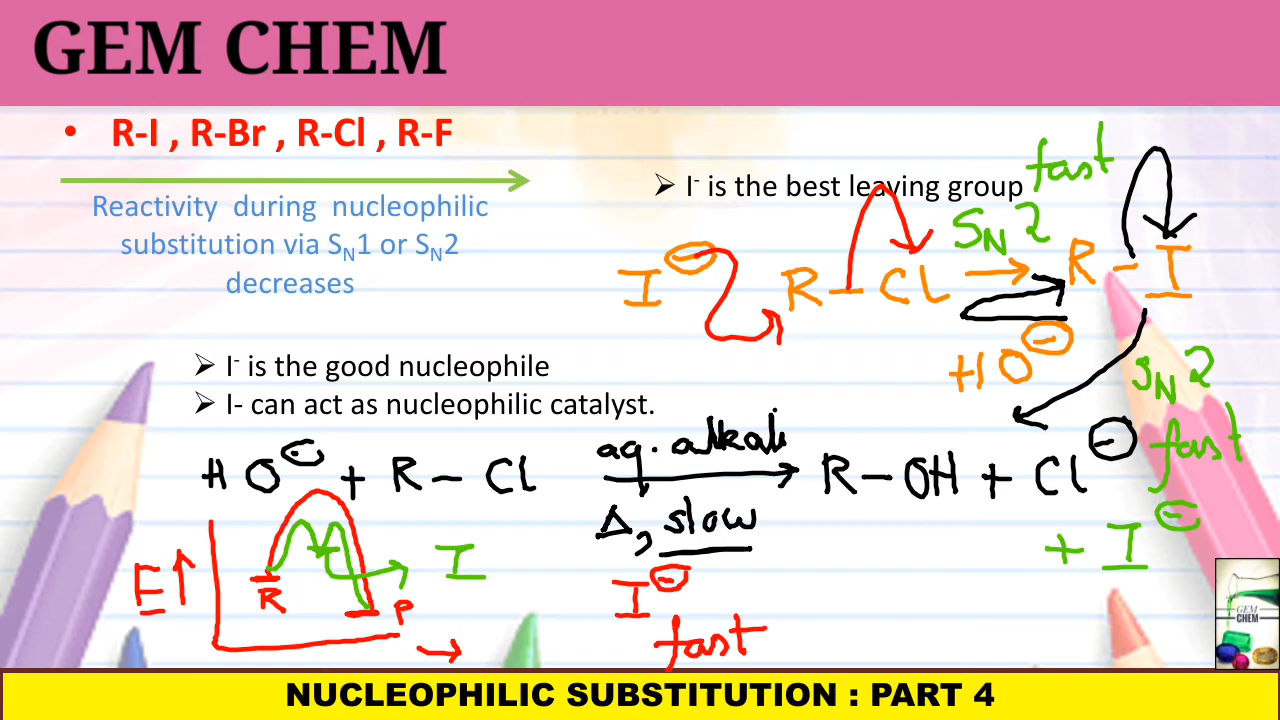 GEM CHEM
• R-I , R-Br , R-Cl , R-F
Reactivity during nucleophilic
substitution via SN1 or SN2
decreases
➢ I- is the best leaving group
fast
SN2
I⊖ R–Cl → R–I
HO⊖
SN2
fast
➢ I- is the good nucleophile
➢ I- can act as nucleophilic catalyst.
HO⊖ + R–Cl
aq. alkali
Δ, slow
I⊖
fast
R–OH + Cl⊖
+ I⊖
E↑
R
P
I
→
GEM
CHEM
NUCLEOPHILIC SUBSTITUTION : PART 4